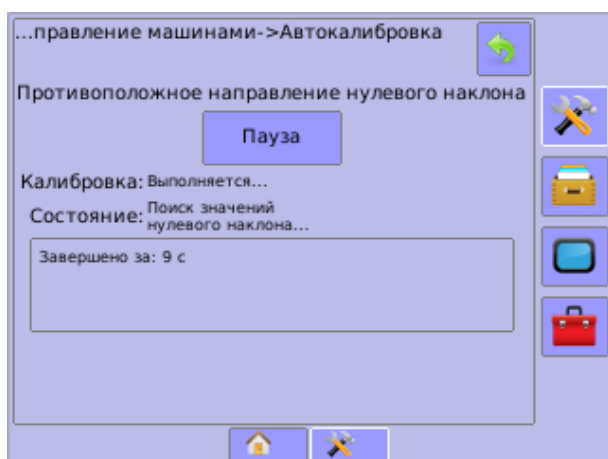 ...правление машинами->Автокалибровка
Противоположное направление нулевого наклона
Пауза
Калибровка: Выполняется...
Состояние: Поиск значений
нулевого наклона...
Завершено за: 9 с